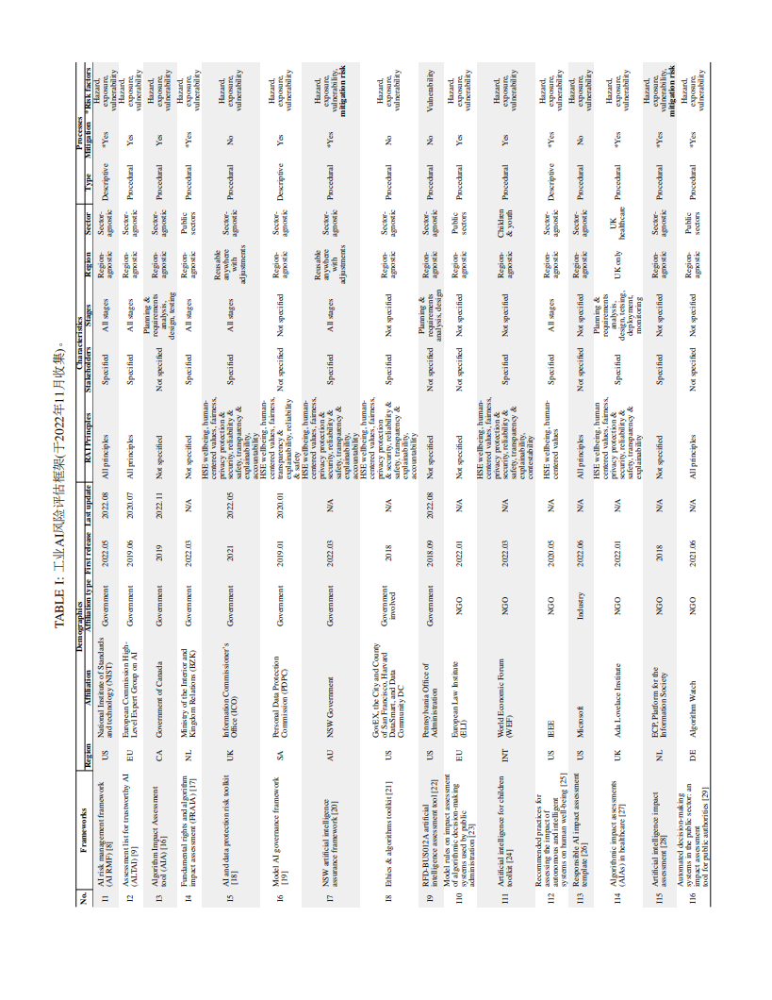 TABLE I: 工业AI风险评估框架(于2022年11月收集)。
Demographics Characteristics Processes
No. Frameworks Region Affiliation Affiliation type First release Last update RAI Principles Stakeholders Stages Region Sector Type Mitigation *Risk factors
I1 AI risk management framework (AI RMF) [8] US National Institute of Standards and technology (NIST) Government 2022.05 2022.08 All principles Specified All stages Region-agnostic Sector-agnostic Descriptive *Yes Hazard, exposure, vulnerability
I2 Assessment list for trustworthy AI (ALTAI) [9] EU European Commission High-Level Expert Group on AI Government 2019.06 2020.07 All principles Specified All stages Region-agnostic Sector-agnostic Procedural Yes Hazard, exposure, vulnerability
I3 Algorithm Impact Assessment tool (AIA) [16] CA Government of Canada Government 2019 2022.11 Not specified Not specified Planning & requirements analysis, design, testing Region-agnostic Sector-agnostic Procedural Yes Hazard, exposure, vulnerability
I4 Fundamental rights and algorithm impact assessment (FRAIA) [17] NL Ministry of the Interior and Kingdom Relations (BZK) Government 2022.03 N/A Not specified Specified All stages Region-agnostic Public sectors Procedural *Yes Hazard, exposure, vulnerability
I5 AI and data protection risk toolkit [18] UK Information Commissioner's Office (ICO) Government 2021 2022.05 HSE wellbeing, human-centered values, fairness, privacy protection & security, reliability & safety, transparency & explainability, accountability Specified All stages Reusable anywhere with adjustments Sector-agnostic Procedural No Hazard, exposure, vulnerability
I6 Model AI governance framework [19] SA Personal Data Protection Commission (PDPC) Government 2019.01 2020.01 HSE wellbeing, human-centered values, fairness, transparency & explainability, reliability & safety Not specified Not specified Region-agnostic Sector-agnostic Descriptive Yes Hazard, exposure, vulnerability
I7 NSW artificial intelligence assurance framework [20] AU NSW Government Government 2022.03 N/A HSE wellbeing, human-centered values, fairness, privacy protection & security, reliability & safety, transparency & explainability, accountability Specified All stages Reusable anywhere with adjustments Sector-agnostic Procedural *Yes Hazard, exposure, vulnerability, mitigation risk
I8 Ethics & algorithms toolkit [21] US GovEX, the City and County of San Francisco, Harvard DataSmart, and Data Community DC Government involved 2018 N/A HSE wellbeing, human-centered values, fairness, privacy protection & security, reliability & safety, transparency & explainability, accountability Specified Not specified Region-agnostic Sector-agnostic Procedural No Hazard, exposure, vulnerability
I9 RFD-BUS012A artificial intelligence assessment tool [22] US Pennsylvania Office of Administration Government 2018.09 2022.08 Not specified Not specified Planning & requirements analysis, design Region-agnostic Sector-agnostic Procedural No Vulnerability
I10 Model rules on impact assessment of algorithmic decision-making systems used by public administration [23] EU European Law Institute (ELI) NGO 2022.01 N/A Not specified Not specified Not specified Region-agnostic Public sectors Procedural Yes Hazard, exposure, vulnerability
I11 Artificial intelligence for children toolkit [24] INT World Economic Forum (WEF) NGO 2022.03 N/A HSE wellbeing, human-centered values, fairness, privacy protection & security, reliability & safety, transparency & explainability, contestability Specified Not specified Region-agnostic Children & youth Procedural Yes Hazard, exposure, vulnerability
I12 Recommended practices for assessing the impact of autonomous and intelligent systems on human well-being [25] US IEEE NGO 2020.05 N/A HSE wellbeing, human-centered values Specified All stages Region-agnostic Sector-agnostic Descriptive *Yes Hazard, exposure, vulnerability
I13 Responsible AI impact assessment template [26] US Microsoft Industry 2022.06 N/A All principles Not specified Not specified Region-agnostic Sector-agnostic Procedural No Hazard, exposure, vulnerability
I14 Algorithmic impact assessments (AIAs) in healthcare [27] UK Ada Lovelace Institute NGO 2022.01 N/A HSE wellbeing, human centered values, fairness, privacy protection & security, reliability & safety, transparency & explainability Specified Planning & requirements analysis, design, tetsing, deployment, monitoring UK only UK healthcare Procedural *Yes Hazard, exposure, vulnerability
I15 Artificial intelligence impact assessment [28] NL ECP, Platform for the Information Society NGO 2018 N/A Not specified Specified Not specified Region-agnostic Sector-agnostic Procedural *Yes Hazard, exposure, vulnerability, mitigation risk
I16 Automated decision-making systems in the public sector: an impact assessment tool for public authorities [29] DE Algorithm Watch NGO 2021.06 N/A All principles Not specified Not specified Region-agnostic Public sectors Procedural *Yes Hazard, exposure, vulnerability